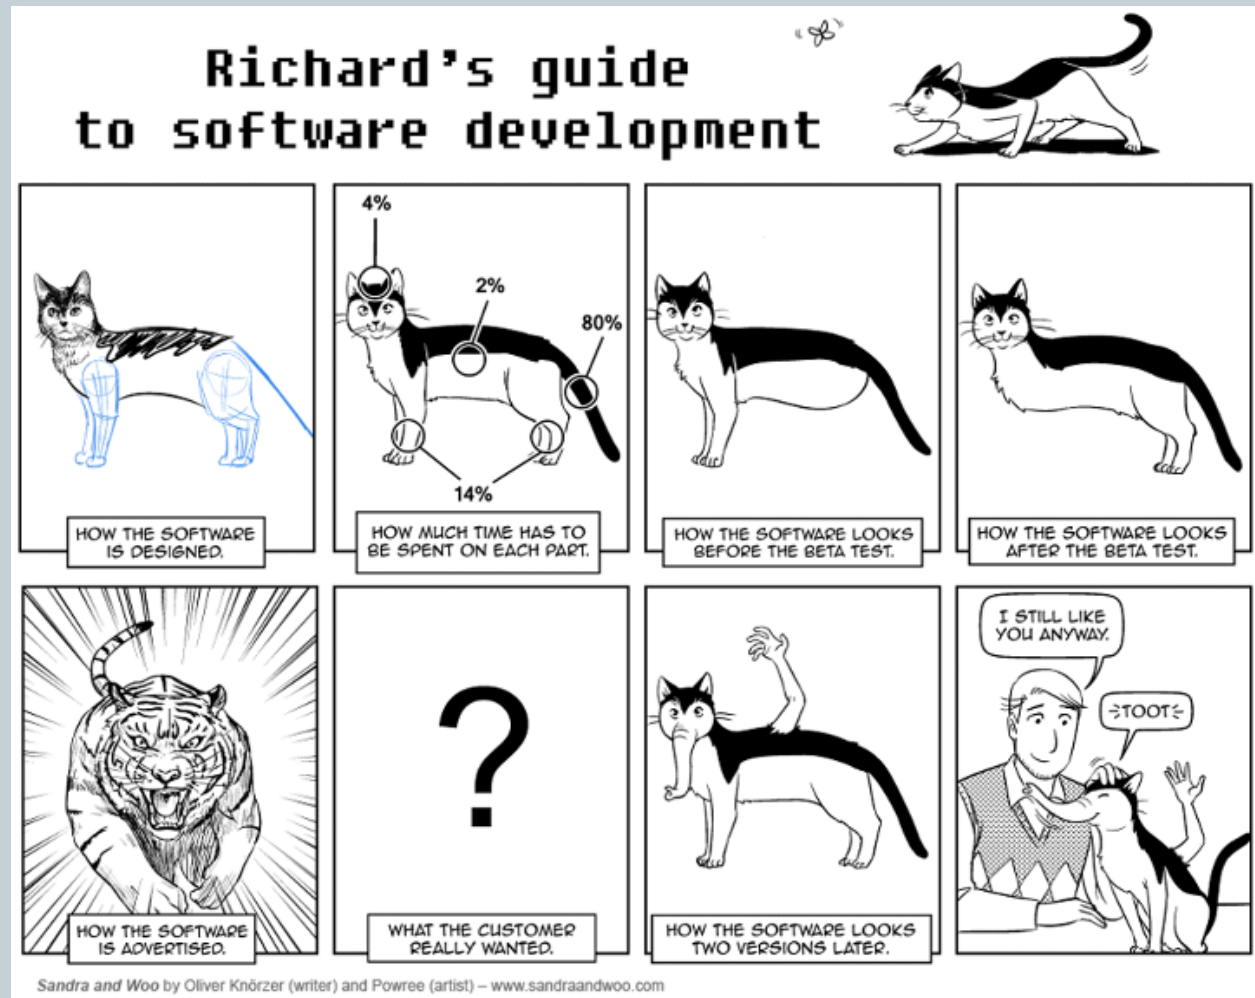 Richard's guide
to software development
4%
2%
80%
14%
HOW THE SOFTWARE
IS DESIGNED.
HOW MUCH TIME HAS TO
BE SPENT ON EACH PART.
HOW THE SOFTWARE LOOKS
BEFORE THE BETA TEST.
HOW THE SOFTWARE LOOKS
AFTER THE BETA TEST.
HOW THE SOFTWARE
IS ADVERTISED.
?
WHAT THE CUSTOMER
REALLY WANTED.
HOW THE SOFTWARE LOOKS
TWO VERSIONS LATER.
I STILL LIKE
YOU ANYWAY.
TOOT
Sandra and Woo by Oliver Knörzer (writer) and Powree (artist) – www.sandraandwoo.com